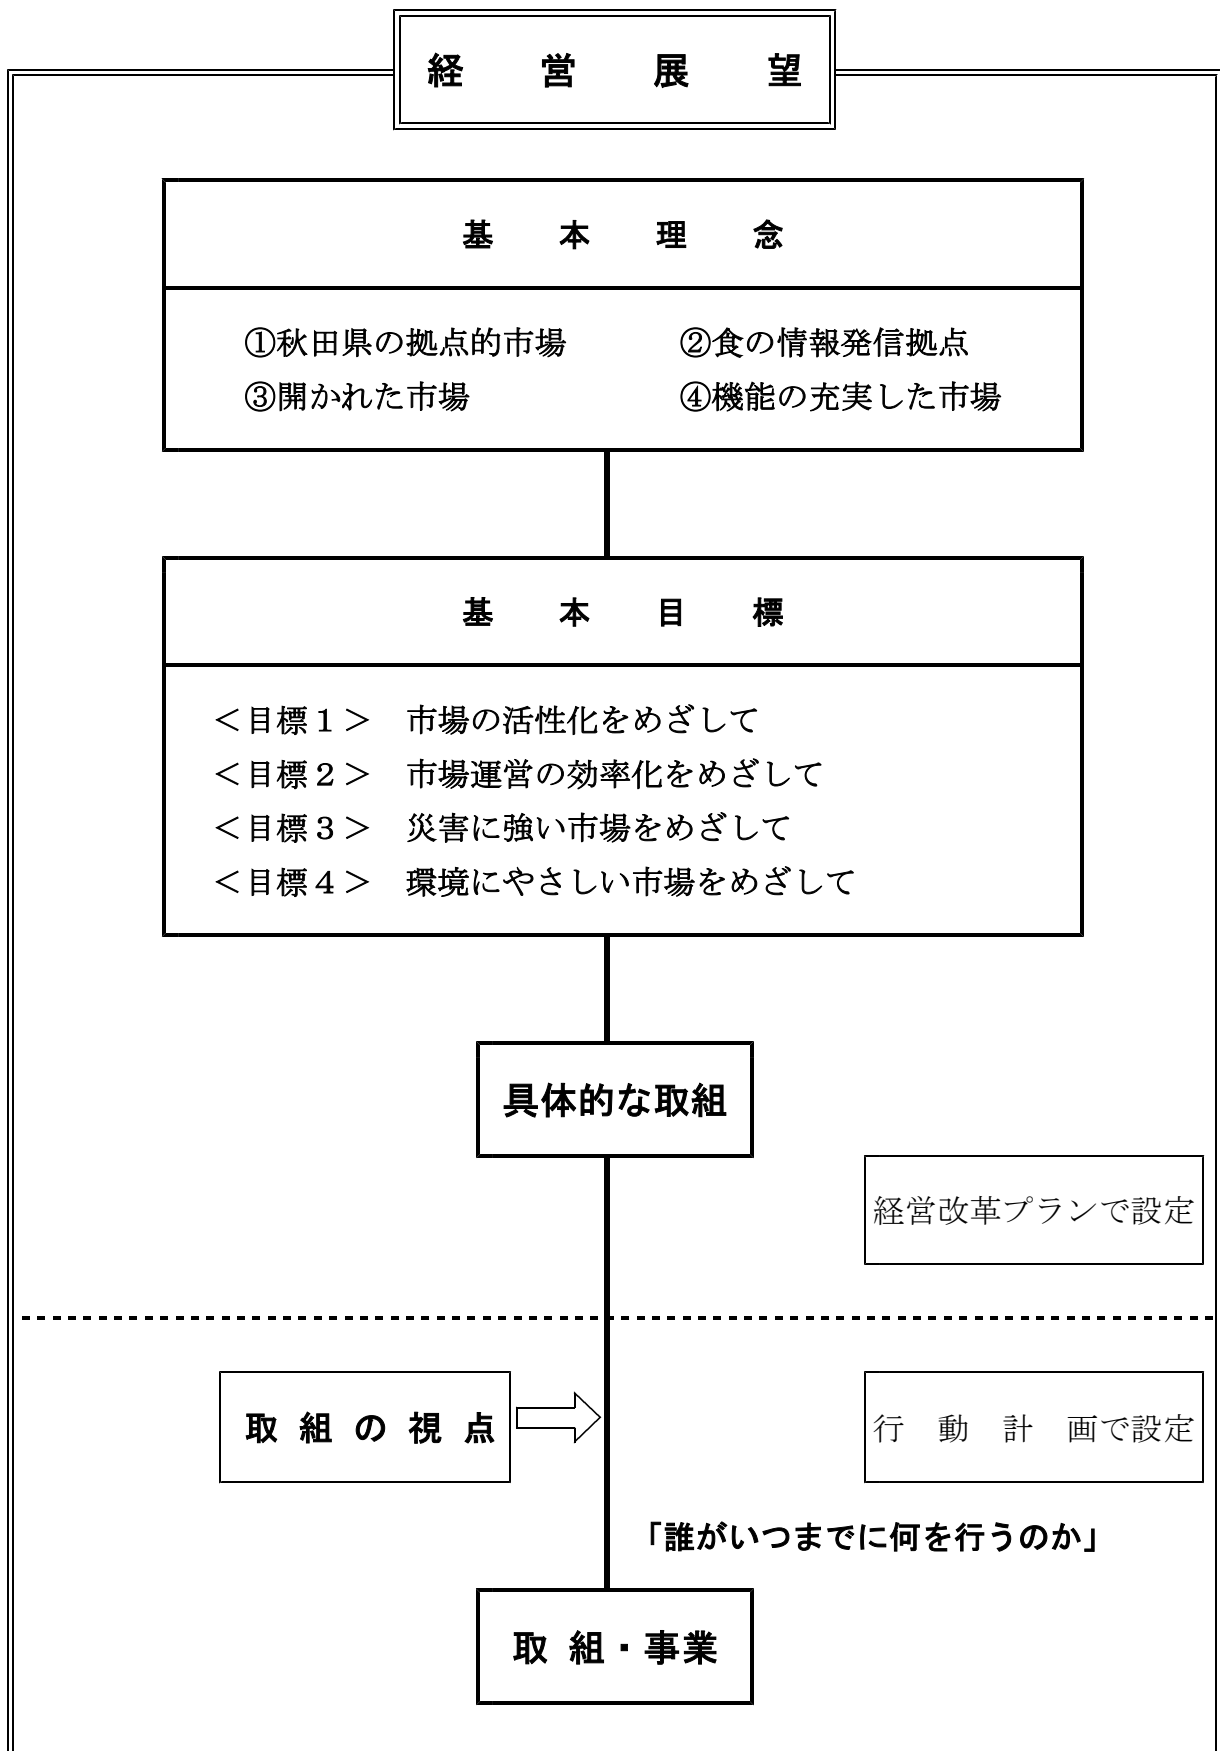 経　営　展　望
基　本　理　念
①秋田県の拠点的市場　②食の情報発信拠点
③開かれた市場　④機能の充実した市場
基　本　目　標
＜目標１＞　市場の活性化をめざして
＜目標２＞　市場運営の効率化をめざして
＜目標３＞　災害に強い市場をめざして
＜目標４＞　環境にやさしい市場をめざして
具体的な取組
経営改革プランで設定
取 組 の 視 点
行　動　計　画で設定
「誰がいつまでに何を行うのか」
取 組・事業